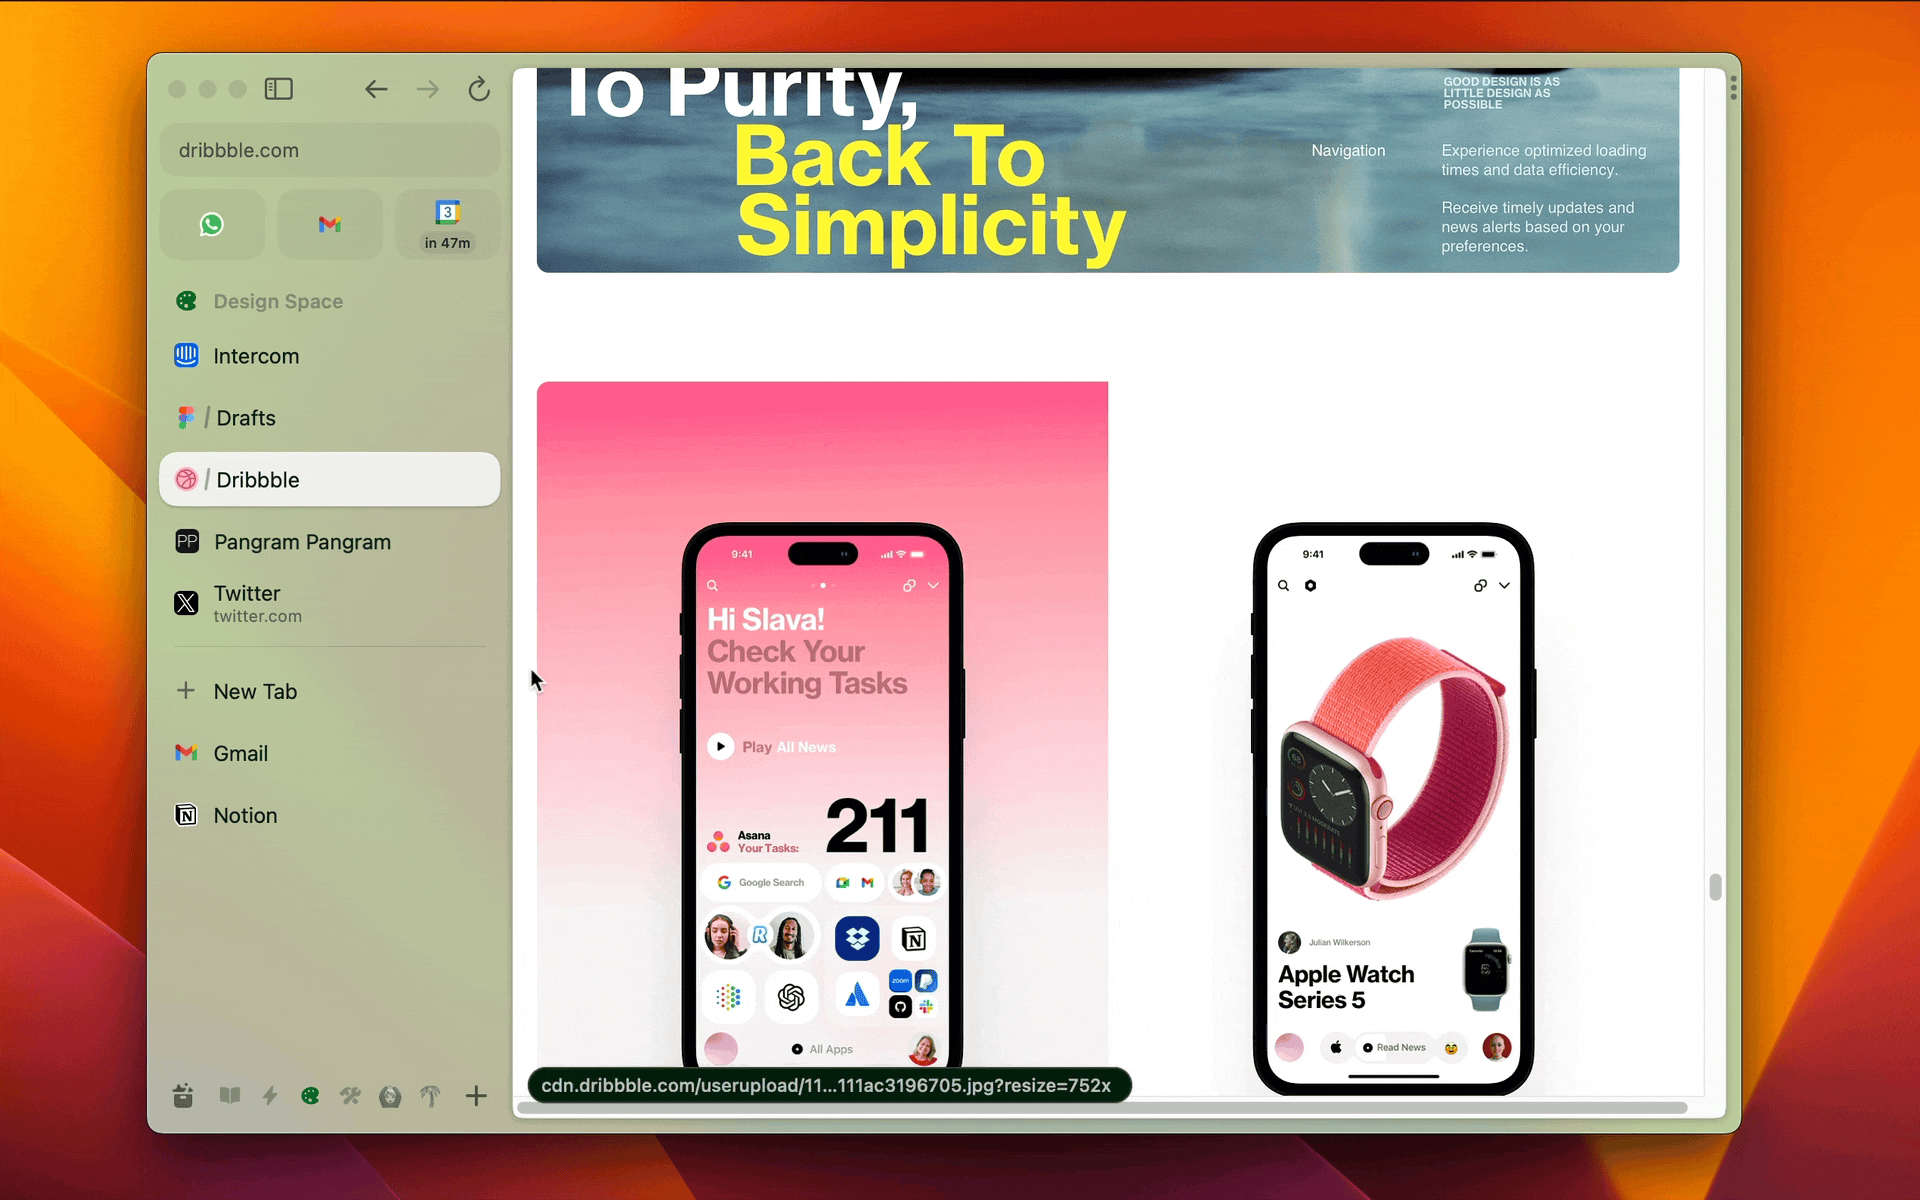 dribbble.com
3
in 47m
Design Space
Intercom
/ Drafts
/ Dribbble
PP
Pangram Pangram
Twitter
twitter.com
New Tab
Gmail
Notion
To Purity,
Back To
Simplicity
GOOD DESIGN IS AS
LITTLE DESIGN AS
POSSIBLE
Navigation
Experience optimized loading
times and data efficiency.
Receive timely updates and
news alerts based on your
preferences.
9:41
Hi Slava!
Check Your
Working Tasks
Play All News
211
Asana
Your Tasks:
Google Search
R
zoom
All Apps
9:41
Julian Wilkerson
Apple Watch
Series 5
Read News
cdn.dribbble.com/userupload/11...111ac3196705.jpg?resize=752x